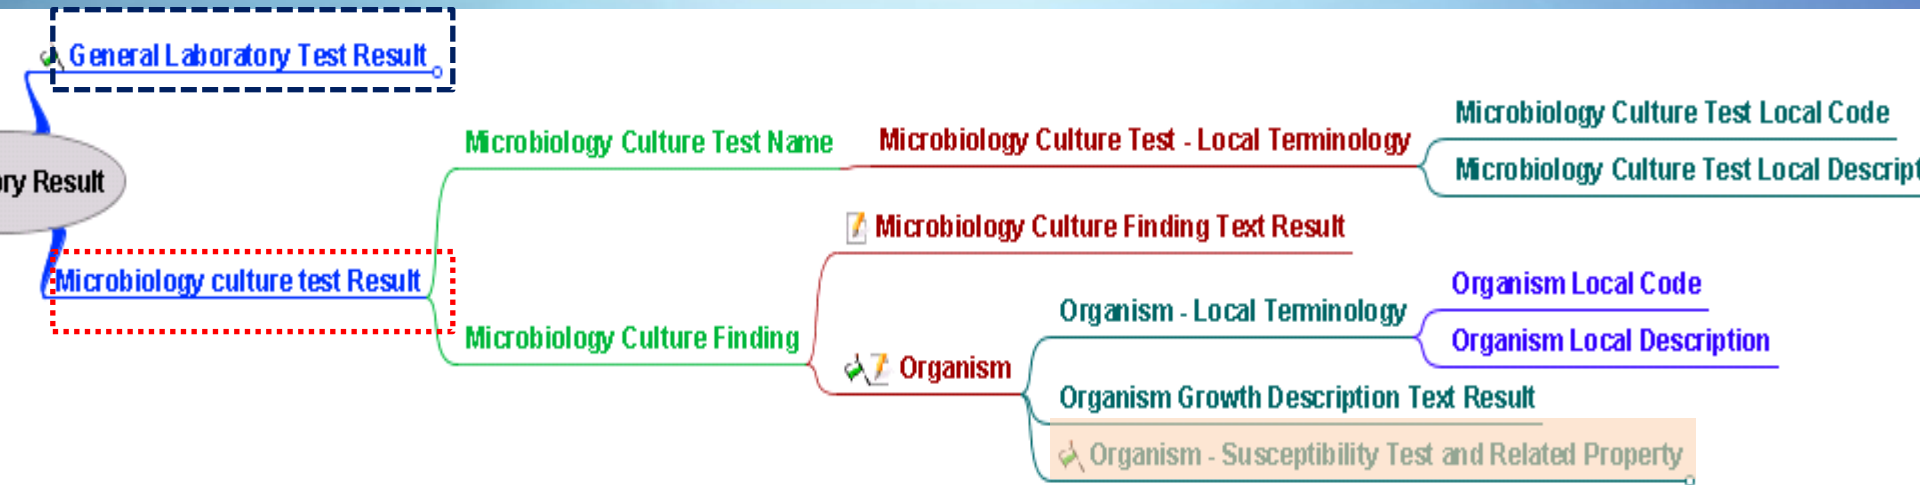 General Laboratory Test Result
Microbiology Culture Test Local Code
Microbiology Culture Test Name
Microbiology Culture Test - Local Terminology
Microbiology Culture Test Local
Result
Microbiology Culture Finding Text Result
Microbiology culture test Result
Organism Local Code
Organism - Local Terminology
Microbiology Culture Finding
Organism Local Description
Organism
Organism Growth Description Text Result
Organism - Susceptibility Test and Related Property